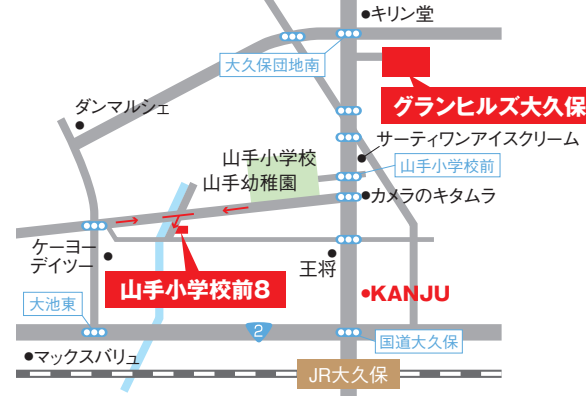 キリン堂
大久保団地南
グランヒルズ大久保
ダンマルシェ
サーティワンアイスクリーム
山手小学校
山手幼稚園
山手小学校前
カメラのキタムラ
ケーヨー
デイツー
王将
山手小学校前8
KANJU
大池東
2
国道大久保
マックスバリュ
JR大久保